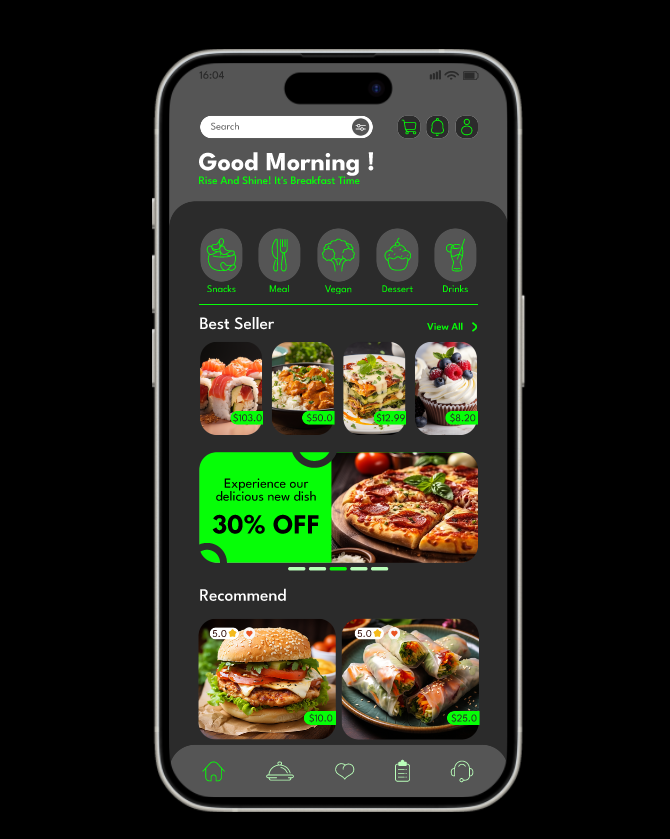 16:04
Search
Good Morning !
Rise And Shine! It's Breakfast Time
Snacks
Meal
Vegan
Dessert
Drinks
Best Seller
View All
$103.0
$50.0
$12.99
$8.20
Experience our
delicious new dish
30% OFF
Recommend
5.0
5.0
$10.0
$25.0